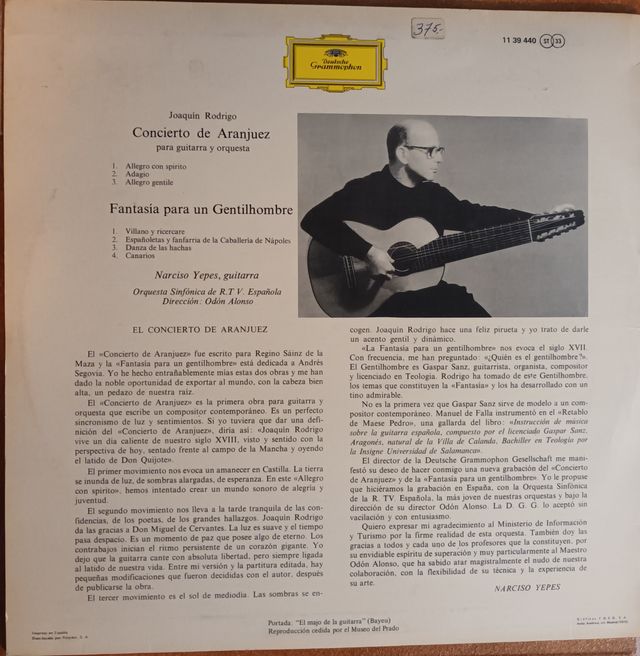 375.-
11 39 440 ST 33
Deutsche
Grammophon
Joaquín Rodrigo
Concierto de Aranjuez
para guitarra y orquesta
1. Allegro con spirito
2. Adagio
3. Allegro gentile
Fantasía para un Gentilhombre
1. Villano y ricercare
2. Españoletas y fanfarria de la Caballería de Nápoles
3. Danza de las hachas
4. Canarios
Narciso Yepes, guitarra
Orquesta Sinfónica de R.T V. Española
Dirección: Odón Alonso
EL CONCIERTO DE ARANJUEZ
El «Concierto de Aranjuez» fue escrito para Regino Sáinz de la
Maza y la «Fantasía para un gentilhombre» está dedicada a Andrés
Segovia. Yo he hecho entrañablemente mías estas dos obras y me han
dado la noble oportunidad de exportar al mundo, con la cabeza bien
alta, un pedazo de nuestra raíz.
El «Concierto de Aranjuez» es la primera obra para guitarra y
orquesta que escribe un compositor contemporáneo. Es un perfecto
sincronismo de luz y sentimientos. Si yo tuviera que dar una defi-
nición del «Concierto de Aranjuez», diría así: «Joaquín Rodrigo
vive un día caliente de nuestro siglo XVIII, visto y sentido con la
perspectiva de hoy, sentado frente al campo de la Mancha y oyendo
el latido de Don Quijote».
El primer movimiento nos evoca un amanecer en Castilla. La tierra
se inunda de luz, de sombras alargadas, de esperanza. En este «Allegro
con spirito», hemos intentado crear un mundo sonoro de alegría y
juventud.
El segundo movimiento nos lleva a la tarde tranquila de las con-
fidencias, de los poetas, de los grandes hallazgos. Joaquín Rodrigo
da las gracias a Don Miguel de Cervantes. La luz es suave y el tiempo
pasa despacio. Es un momento de paz que posee algo de eterno. Los
contrabajos inician el ritmo persistente de un corazón gigante. Yo
dejo que la guitarra cante con absoluta libertad, pero siempre ligada
al latido de nuestra vida. Entre mi versión y la partitura editada, hay
pequeñas modificaciones que fueron decididas con el autor, después
de publicarse la obra.
El tercer movimiento es el sol de mediodía. Las sombras se en-
cogen. Joaquín Rodrigo hace una feliz pirueta y yo trato de darle
un acento gentil y dinámico.
«La Fantasía para un gentilhombre» nos evoca el siglo XVII.
Con frecuencia, me han preguntado: «¿Quién es el gentilhombre?».
El Gentilhombre es Gaspar Sanz, guitarrista, organista, compositor
y licenciado en Teología. Rodrigo ha tomado de este Gentilhombre,
los temas que constituyen la «Fantasía» y los ha desarrollado con un
tino admirable.
No es la primera vez que Gaspar Sanz sirve de modelo a un com-
positor contemporáneo. Manuel de Falla instrumentó en el «Retablo
de Maese Pedro», una gallarda del libro: «Instrucción de música
sobre la guitarra española, compuesto por el licenciado Gaspar Sanz,
Aragonés, natural de la Villa de Calanda, Bachiller en Teología por
la Insigne Universidad de Salamanca».
El director de la Deutsche Grammophon Gesellschaft me mani-
festó su deseo de hacer conmigo una nueva grabación del «Concierto
de Aranjuez» y de la «Fantasía para un gentilhombre». Yo le propuse
que hiciéramos la grabación en España, con la Orquesta Sinfónica
de la R. TV. Española, la más joven de nuestras orquestas y bajo la
dirección de su director Odón Alonso. La D. G. G. lo aceptó sin
vacilación y con entusiasmo.
Quiero expresar mi agradecimiento al Ministerio de Información
y Turismo por la firme realidad de esta orquesta. También doy las
gracias a todos y cada uno de los profesores que la constituyen, por
su envidiable espíritu de superación y muy particularmente al Maestro
Odón Alonso, que ha sabido atar magistralmente el nudo de nuestra
colaboración, con la flexibilidad de su técnica y la experiencia de
su arte.
NARCISO YEPES
Portada: "El majo de la guitarra" (Bayeu)
Reproducción cedida por el Museo del Prado